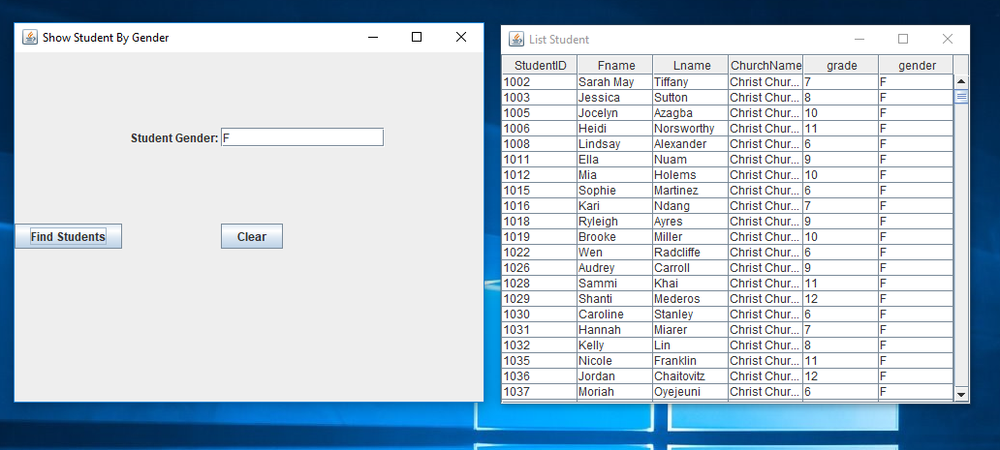 Show Student By Gender
Student Gender: F
Find Students Clear
List Student
StudentID Fname Lname ChurchName grade gender
1002 Sarah May Tiffany Christ Chur... 7 F
1003 Jessica Sutton Christ Chur... 8 F
1005 Jocelyn Azagba Christ Chur... 10 F
1006 Heidi Norsworthy Christ Chur... 11 F
1008 Lindsay Alexander Christ Chur... 6 F
1011 Ella Nuam Christ Chur... 9 F
1012 Mia Holems Christ Chur... 10 F
1015 Sophie Martinez Christ Chur... 6 F
1016 Kari Ndang Christ Chur... 7 F
1018 Ryleigh Ayres Christ Chur... 9 F
1019 Brooke Miller Christ Chur... 10 F
1022 Wen Radcliffe Christ Chur... 6 F
1026 Audrey Carroll Christ Chur... 9 F
1028 Sammi Khai Christ Chur... 11 F
1029 Shanti Mederos Christ Chur... 12 F
1030 Caroline Stanley Christ Chur... 6 F
1031 Hannah Miarer Christ Chur... 7 F
1032 Kelly Lin Christ Chur... 8 F
1035 Nicole Franklin Christ Chur... 11 F
1036 Jordan Chaitovitz Christ Chur... 12 F
1037 Moriah Oyejeuni Christ Chur... 6 F